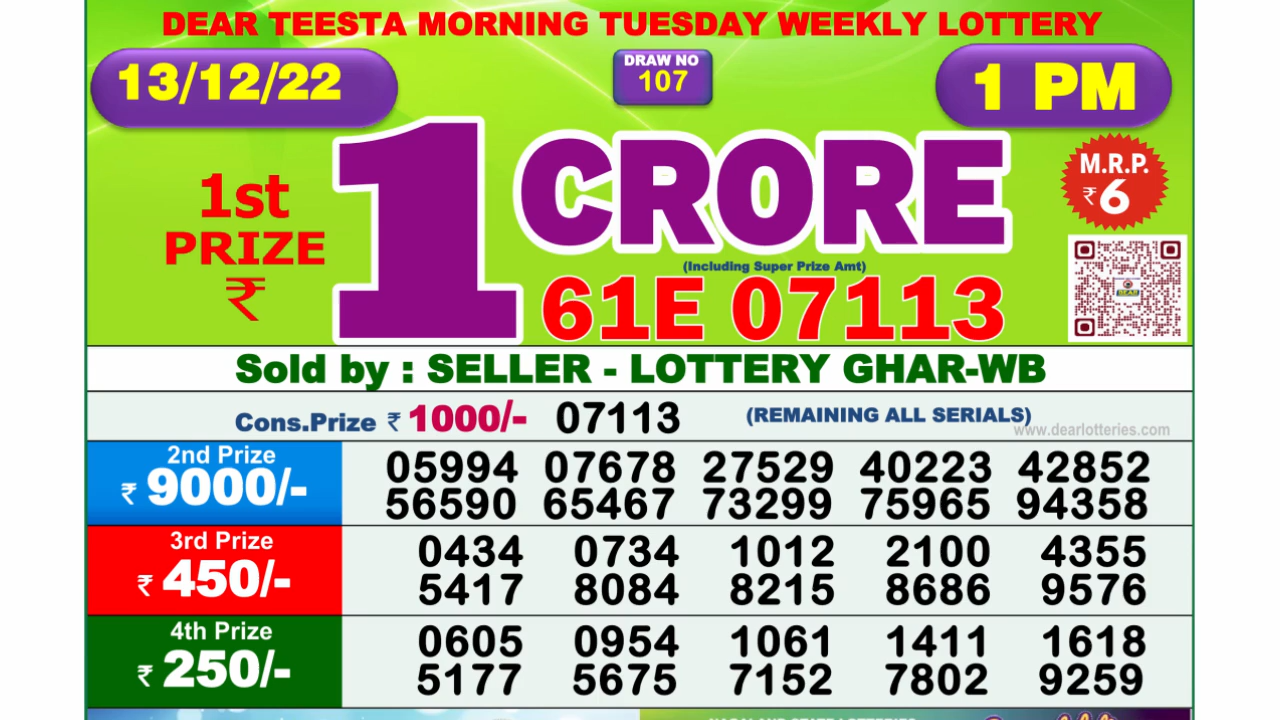 DEAR TEESTA MORNING TUESDAY WEEKLY LOTTERY
13/12/22
DRAW NO
107
1 PM
1st
PRIZE
₹
1 CRORE
(Including Super Prize Amt)
61E 07113
M.R.P.
₹ 6
DEAR
Sold by : SELLER - LOTTERY GHAR-WB
Cons.Prize ₹ 1000/- 07113 (REMAINING ALL SERIALS)
www.dearlotteries.com
2nd Prize
₹ 9000/-
05994 07678 27529 40223 42852
56590 65467 73299 75965 94358
3rd Prize
₹ 450/-
0434 0734 1012 2100 4355
5417 8084 8215 8686 9576
4th Prize
₹ 250/-
0605 0954 1061 1411 1618
5177 5675 7152 7802 9259